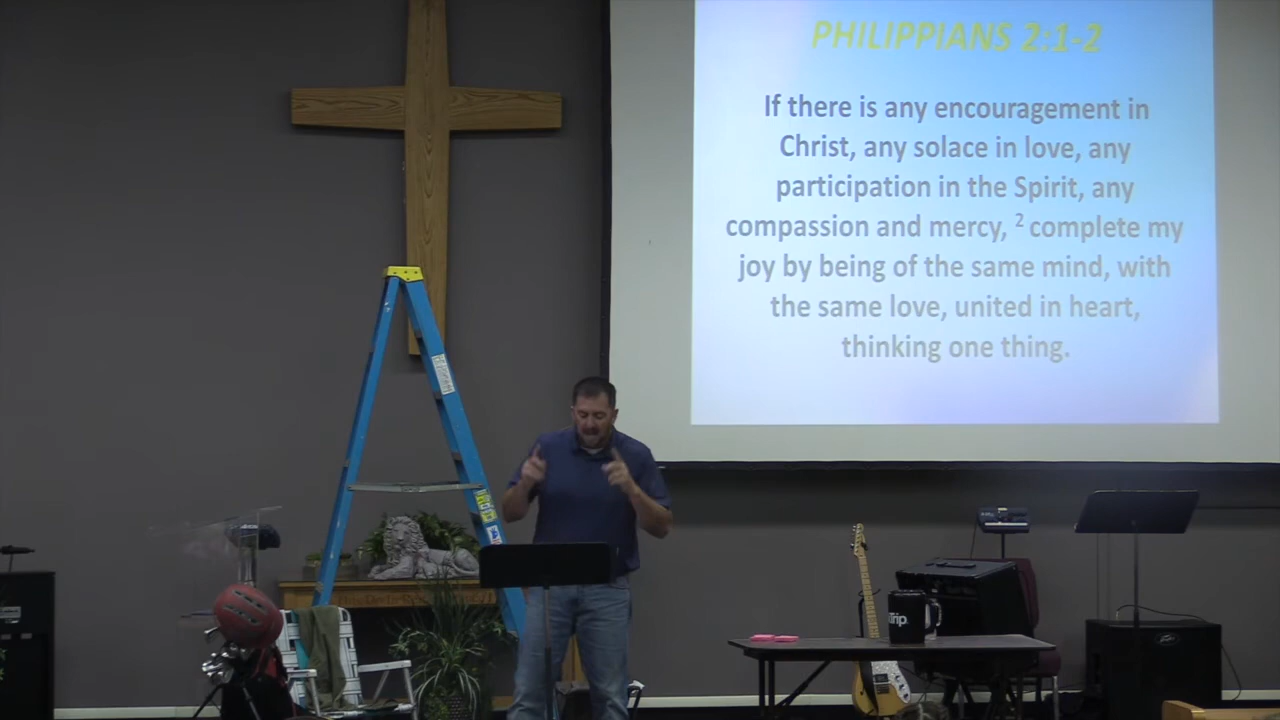 PHILIPPIANS 2:1-2
If there is any encouragement in
Christ, any solace in love, any
participation in the Spirit, any
compassion and mercy, ² complete my
joy by being of the same mind, with
the same love, united in heart,
thinking one thing.